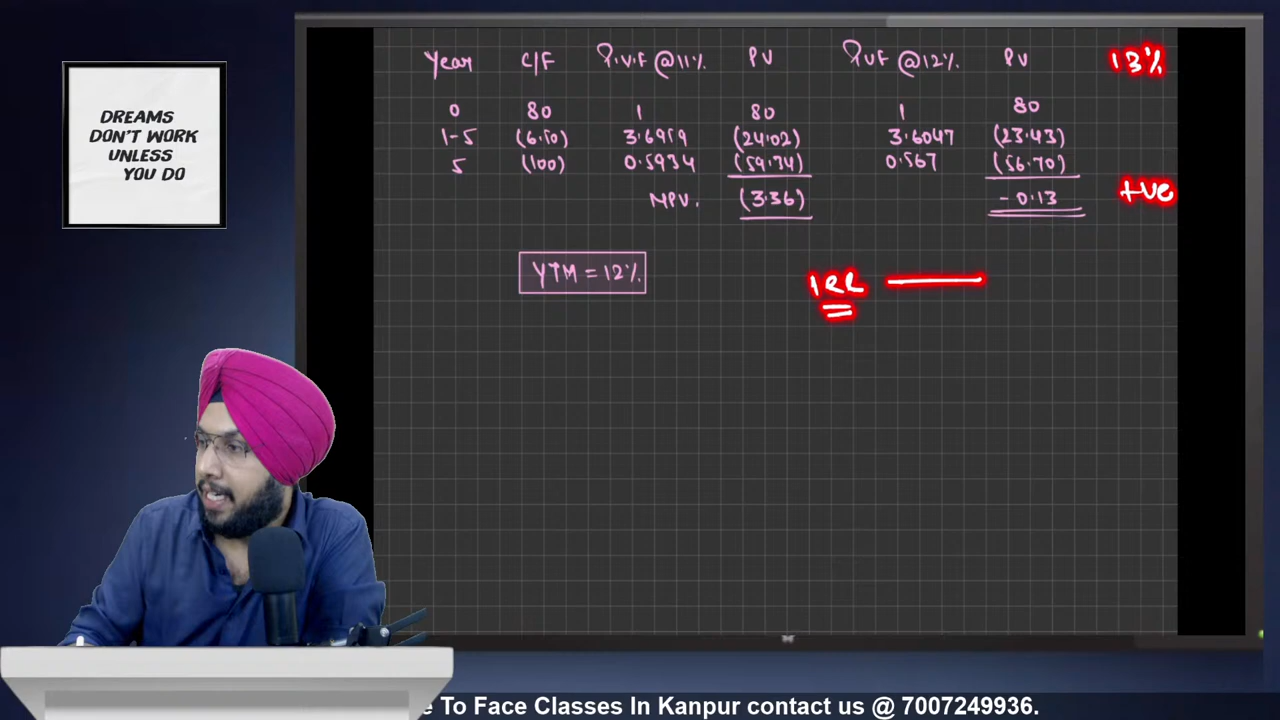 DREAMS
DON'T WORK
UNLESS
YOU DO
Year C/F P.V.F @11% PV PVF @12% PV 13%
0 80 1 80 1 80
1-5 (6.50) 3.6959 (24.02) 3.6047 (23.43)
5 (100) 0.5934 (59.34) 0.567 (56.70)
NPV. (3.36) -0.13 +ve
YTM = 12%
IRR
e To Face Classes In Kanpur contact us @ 7007249936.